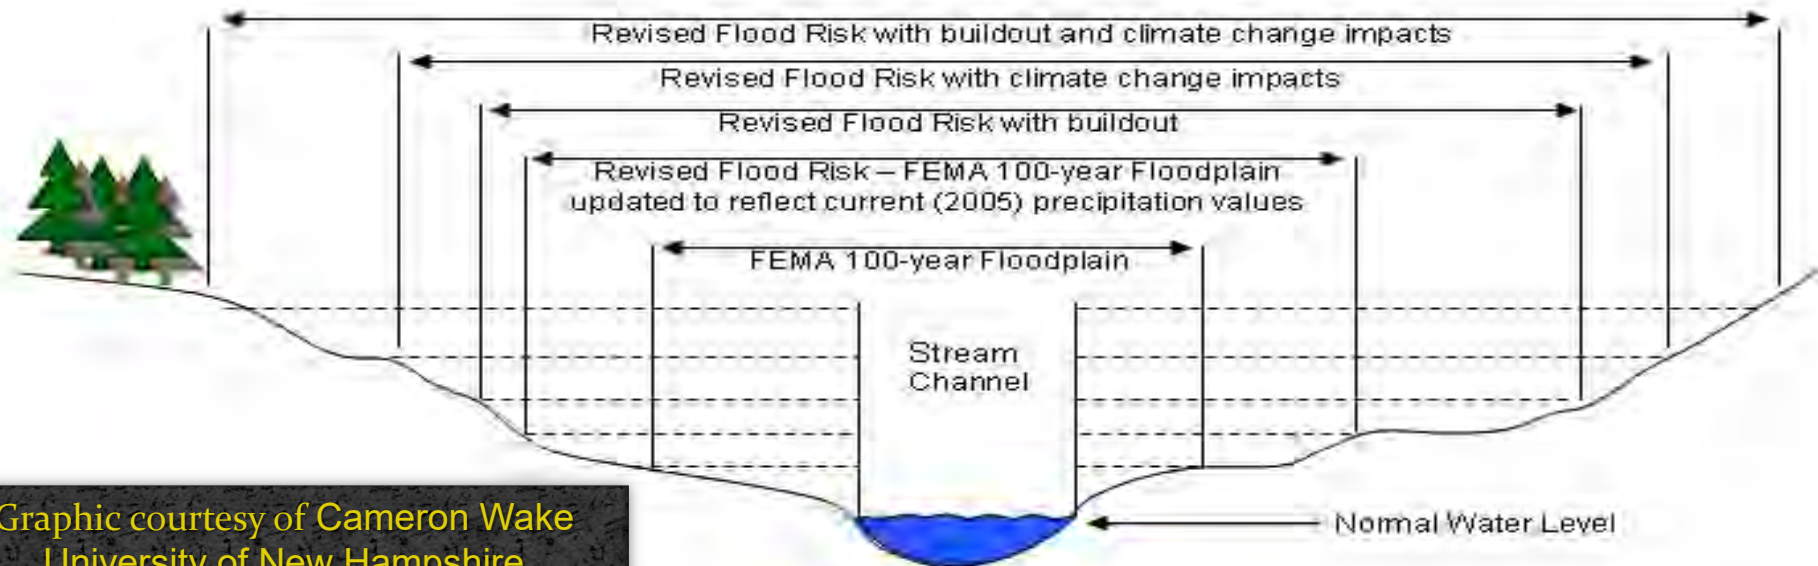 Revised Flood Risk with buildout and climate change impacts
Revised Flood Risk with climate change impacts
Revised Flood Risk with buildout
Revised Flood Risk – FEMA 100-year Floodplain
updated to reflect current (2005) precipitation values
FEMA 100-year Floodplain
Stream
Channel
Normal Water Level
Graphic courtesy of Cameron Wake
University of New Hampshire